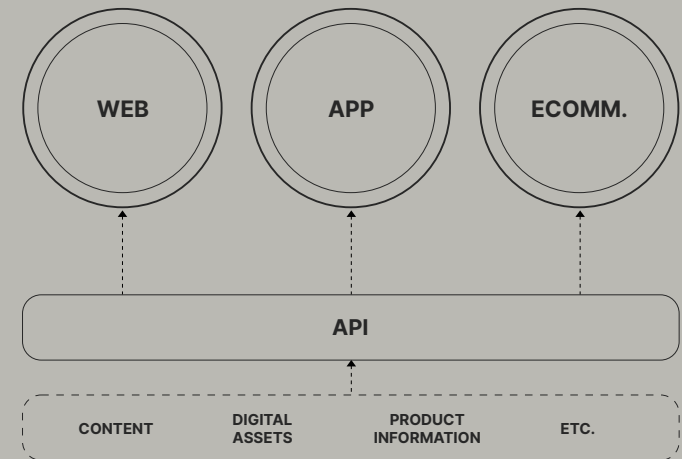 WEB
APP
ECOMM.
API
CONTENT
DIGITAL
ASSETS
PRODUCT
INFORMATION
ETC.